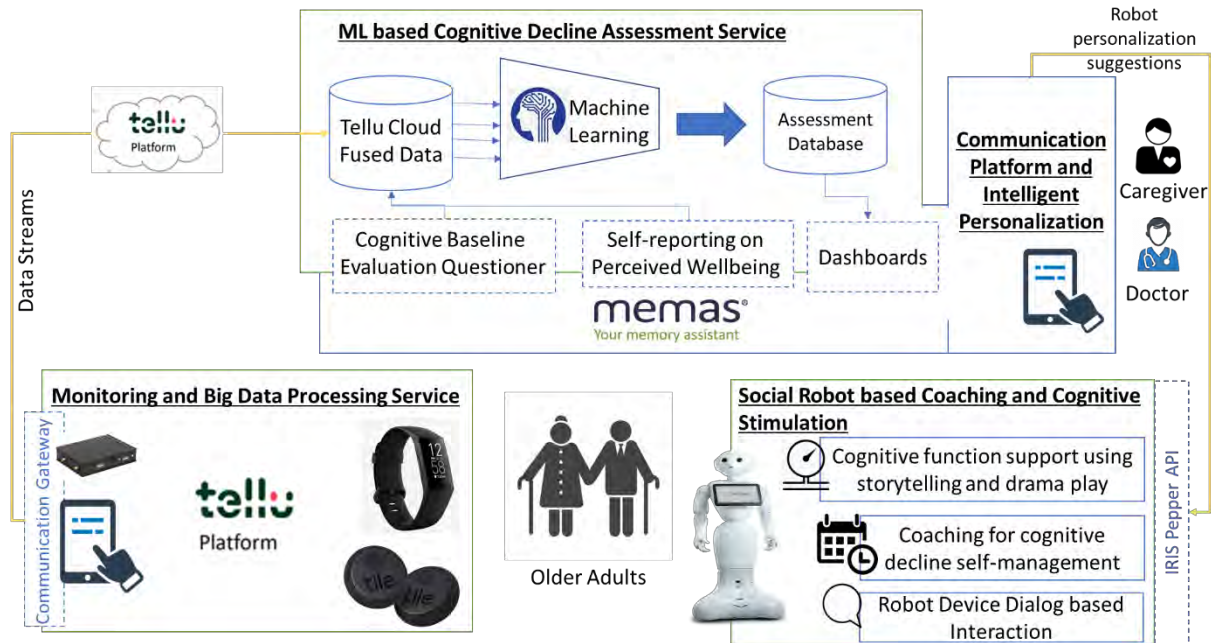 ML based Cognitive Decline Assessment Service
Robot
personalization
suggestions
tellu
Platform
Tellu Cloud
Fused Data
Machine
Learning
Assessment
Database
Communication
Platform and
Intelligent
Personalization
Caregiver
Doctor
Cognitive Baseline
Evaluation Questioner
Self-reporting on
Perceived Wellbeing
Dashboards
memas®
Your memory assistant
Data Streams
Monitoring and Big Data Processing Service
Communication Gateway
tellu
Platform
tile
tile
Older Adults
Social Robot based Coaching and Cognitive
Stimulation
Cognitive function support using
storytelling and drama play
Coaching for cognitive
decline self-management
Robot Device Dialog based
Interaction
IRIS Pepper API